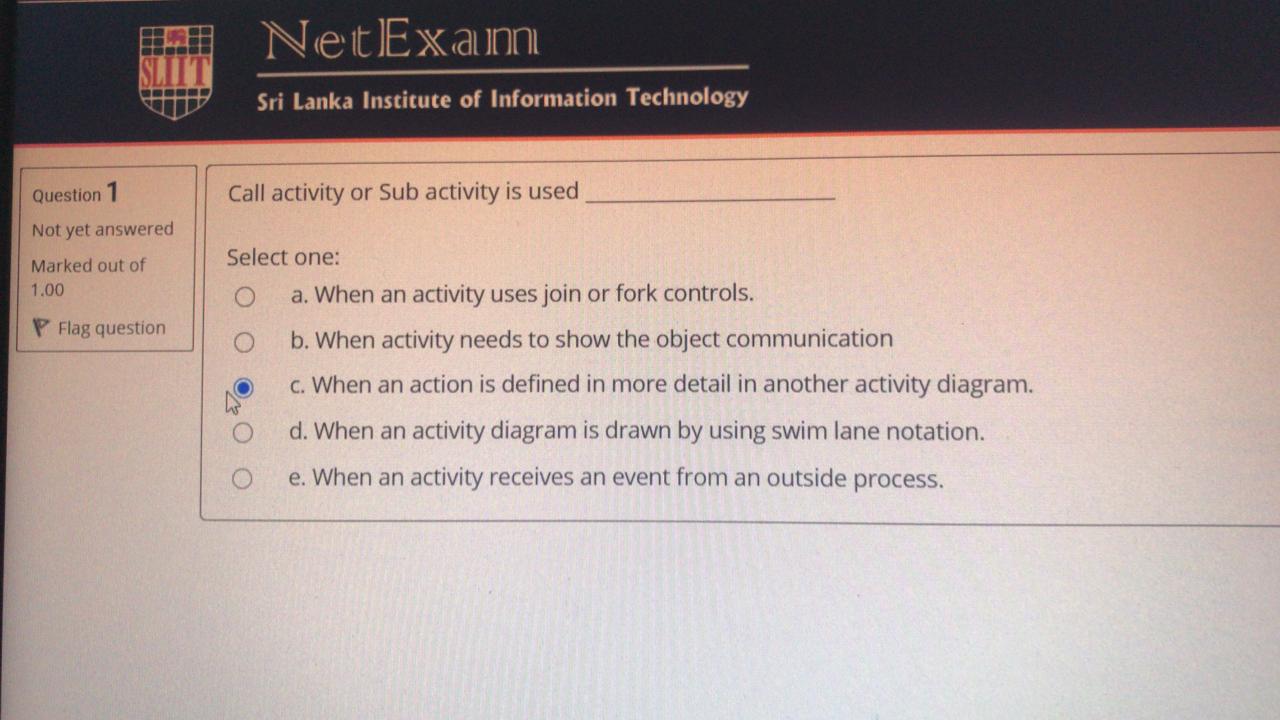 SLIIT
NetExam
Sri Lanka Institute of Information Technology
Question 1
Not yet answered
Marked out of
1.00
Flag question
Call activity or Sub activity is used ____________________
Select one:
a. When an activity uses join or fork controls.
b. When activity needs to show the object communication
c. When an action is defined in more detail in another activity diagram.
d. When an activity diagram is drawn by using swim lane notation.
e. When an activity receives an event from an outside process.